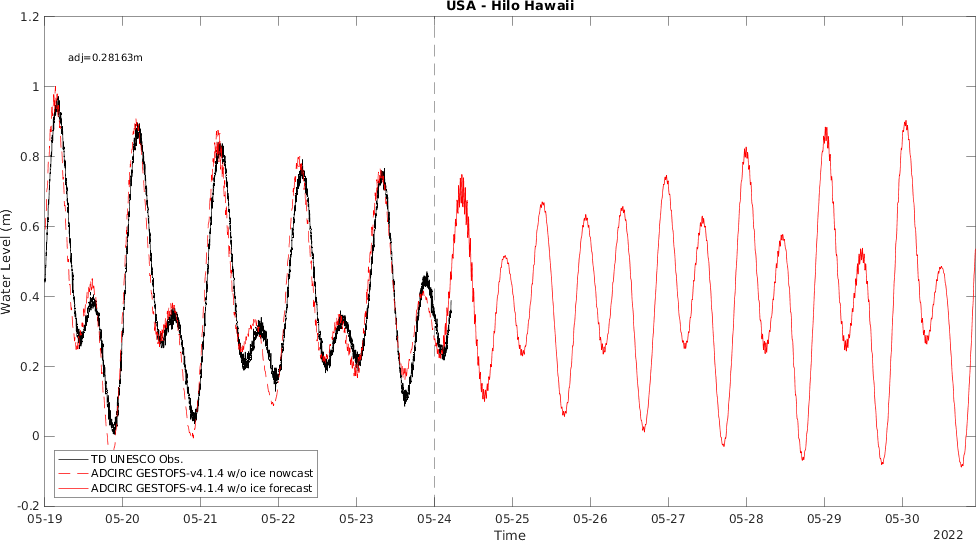 USA - Hilo Hawaii
adj=0.28163m
1.2
1
0.8
0.6
0.4
0.2
0
-0.2
Water Level (m)
TD UNESCO Obs.
ADCIRC GESTOFS-v4.1.4 w/o ice nowcast
ADCIRC GESTOFS-v4.1.4 w/o ice forecast
05-19 05-20 05-21 05-22 05-23 05-24 05-25 05-26 05-27 05-28 05-29 05-30
Time
2022